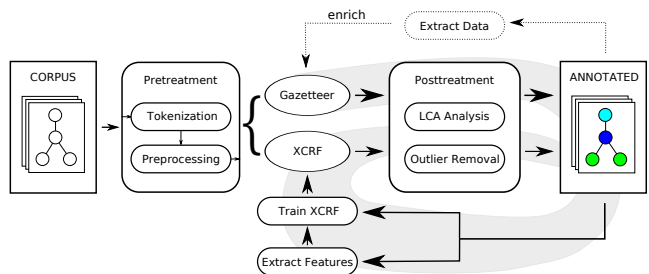 enrich
Extract Data
CORPUS
Pretreatment
Tokenization
Preprocessing
Gazetteer
XCRF
Posttreatment
LCA Analysis
Outlier Removal
ANNOTATED
Train XCRF
Extract Features